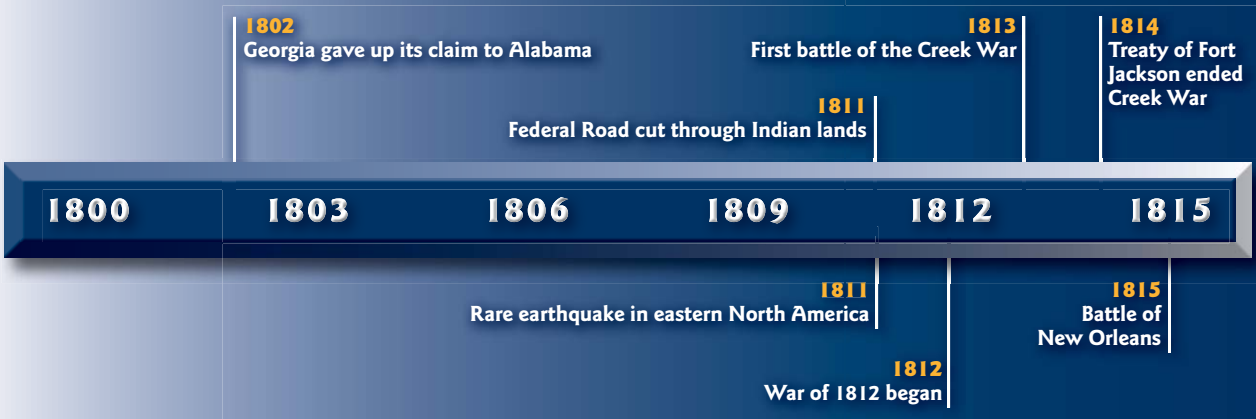 1802
Georgia gave up its claim to Alabama
1813
First battle of the Creek War
1814
Treaty of Fort
Jackson ended
Creek War
1811
Federal Road cut through Indian lands
1800 1803 1806 1809 1812 1815
1811
Rare earthquake in eastern North America
1815
Battle of
New Orleans
1812
War of 1812 began